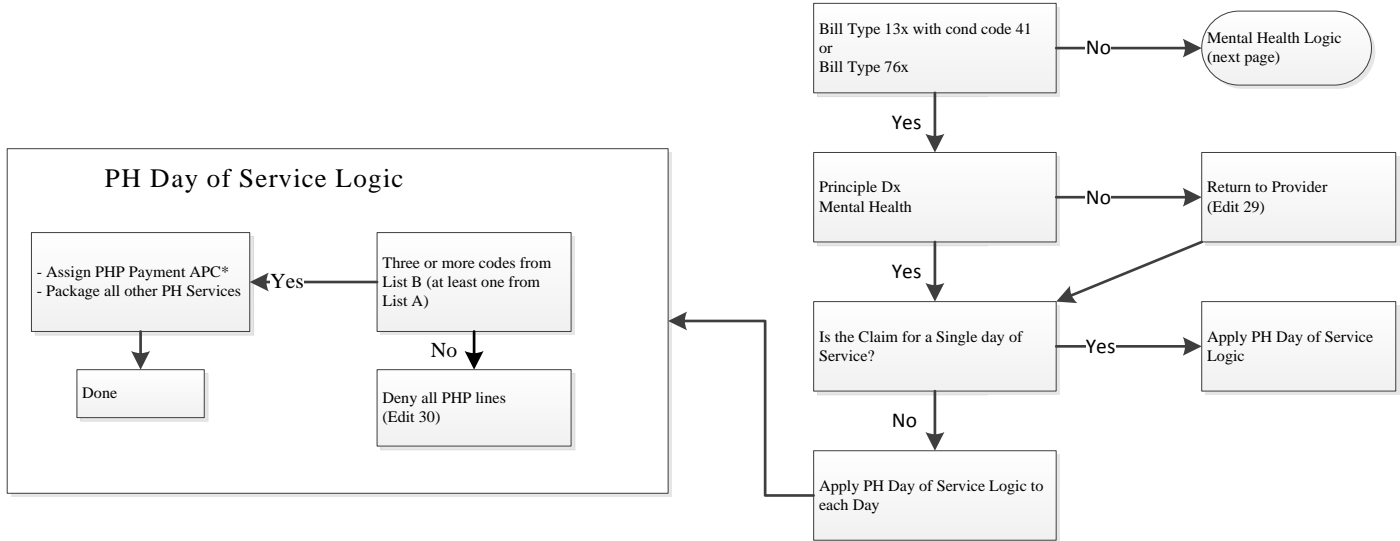 Bill Type 13x with cond code 41
or
Bill Type 76x
No
Mental Health Logic
(next page)
Yes
Principle Dx
Mental Health
No
Return to Provider
(Edit 29)
Yes
Is the Claim for a Single day of
Service?
Yes
Apply PH Day of Service
Logic
No
Apply PH Day of Service Logic to
each Day
PH Day of Service Logic
Three or more codes from
List B (at least one from
List A)
Yes
- Assign PHP Payment APC*
- Package all other PH Services
Done
No
Deny all PHP lines
(Edit 30)